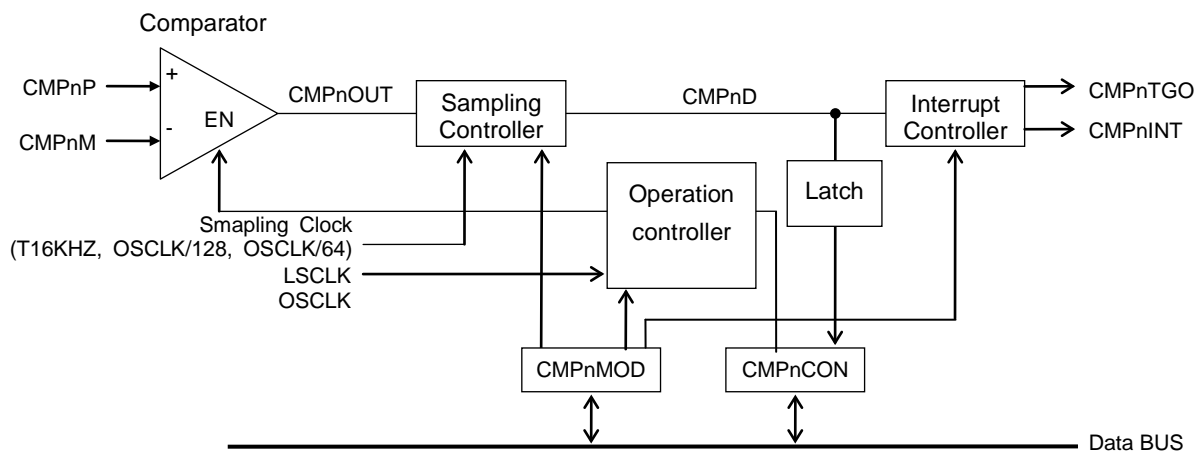 Comparator
CMPnP
+
CMPnM
-
EN
CMPnOUT
Sampling
Controller
CMPnD
Interrupt
Controller
CMPnTGO
CMPnINT
Operation
controller
Latch
Smapling Clock
(T16KHZ, OSCLK/128, OSCLK/64)
LSCLK
OSCLK
CMPnMOD
CMPnCON
Data BUS